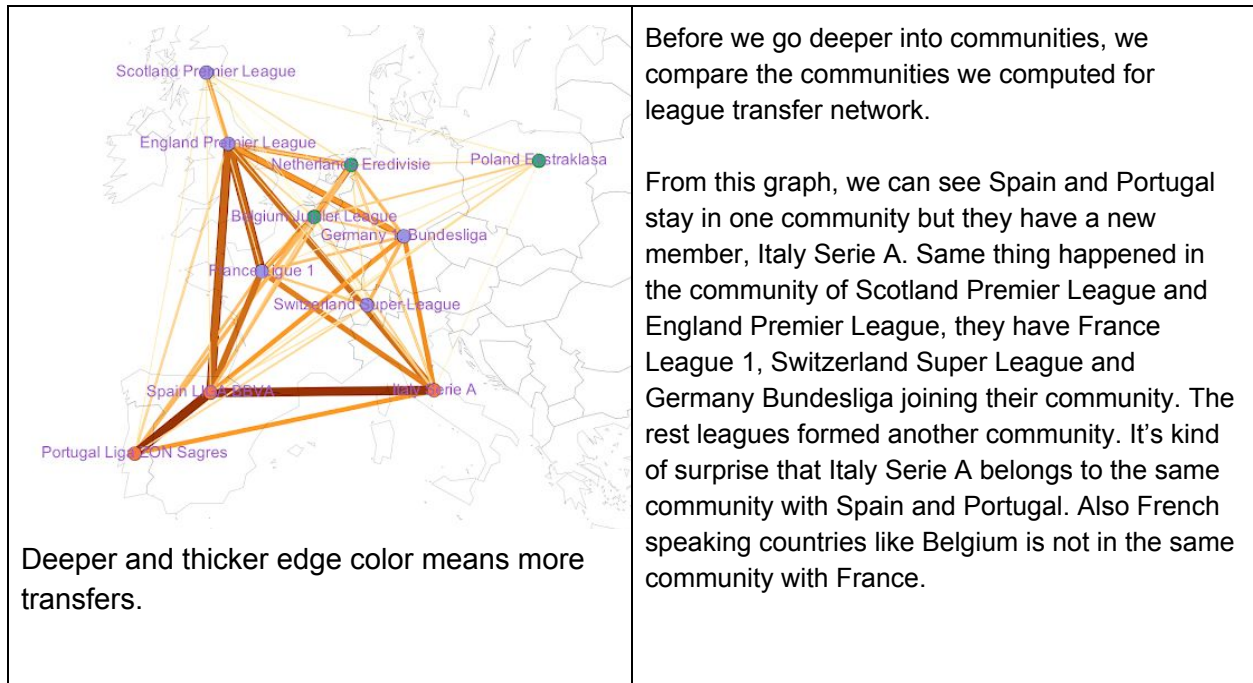 Scotland Premier League
England Premier League
Netherlands Eredivisie
Poland Ekstraklasa
Belgium Jupiler League
Germany 1. Bundesliga
France Ligue 1
Switzerland Super League
Spain LIGA BBVA
Italy Serie A
Portugal Liga ZON Sagres
Deeper and thicker edge color means more
transfers.
Before we go deeper into communities, we
compare the communities we computed for
league transfer network.
From this graph, we can see Spain and Portugal
stay in one community but they have a new
member, Italy Serie A. Same thing happened in
the community of Scotland Premier League and
England Premier League, they have France
League 1, Switzerland Super League and
Germany Bundesliga joining their community. The
rest leagues formed another community. It’s kind
of surprise that Italy Serie A belongs to the same
community with Spain and Portugal. Also French
speaking countries like Belgium is not in the same
community with France.